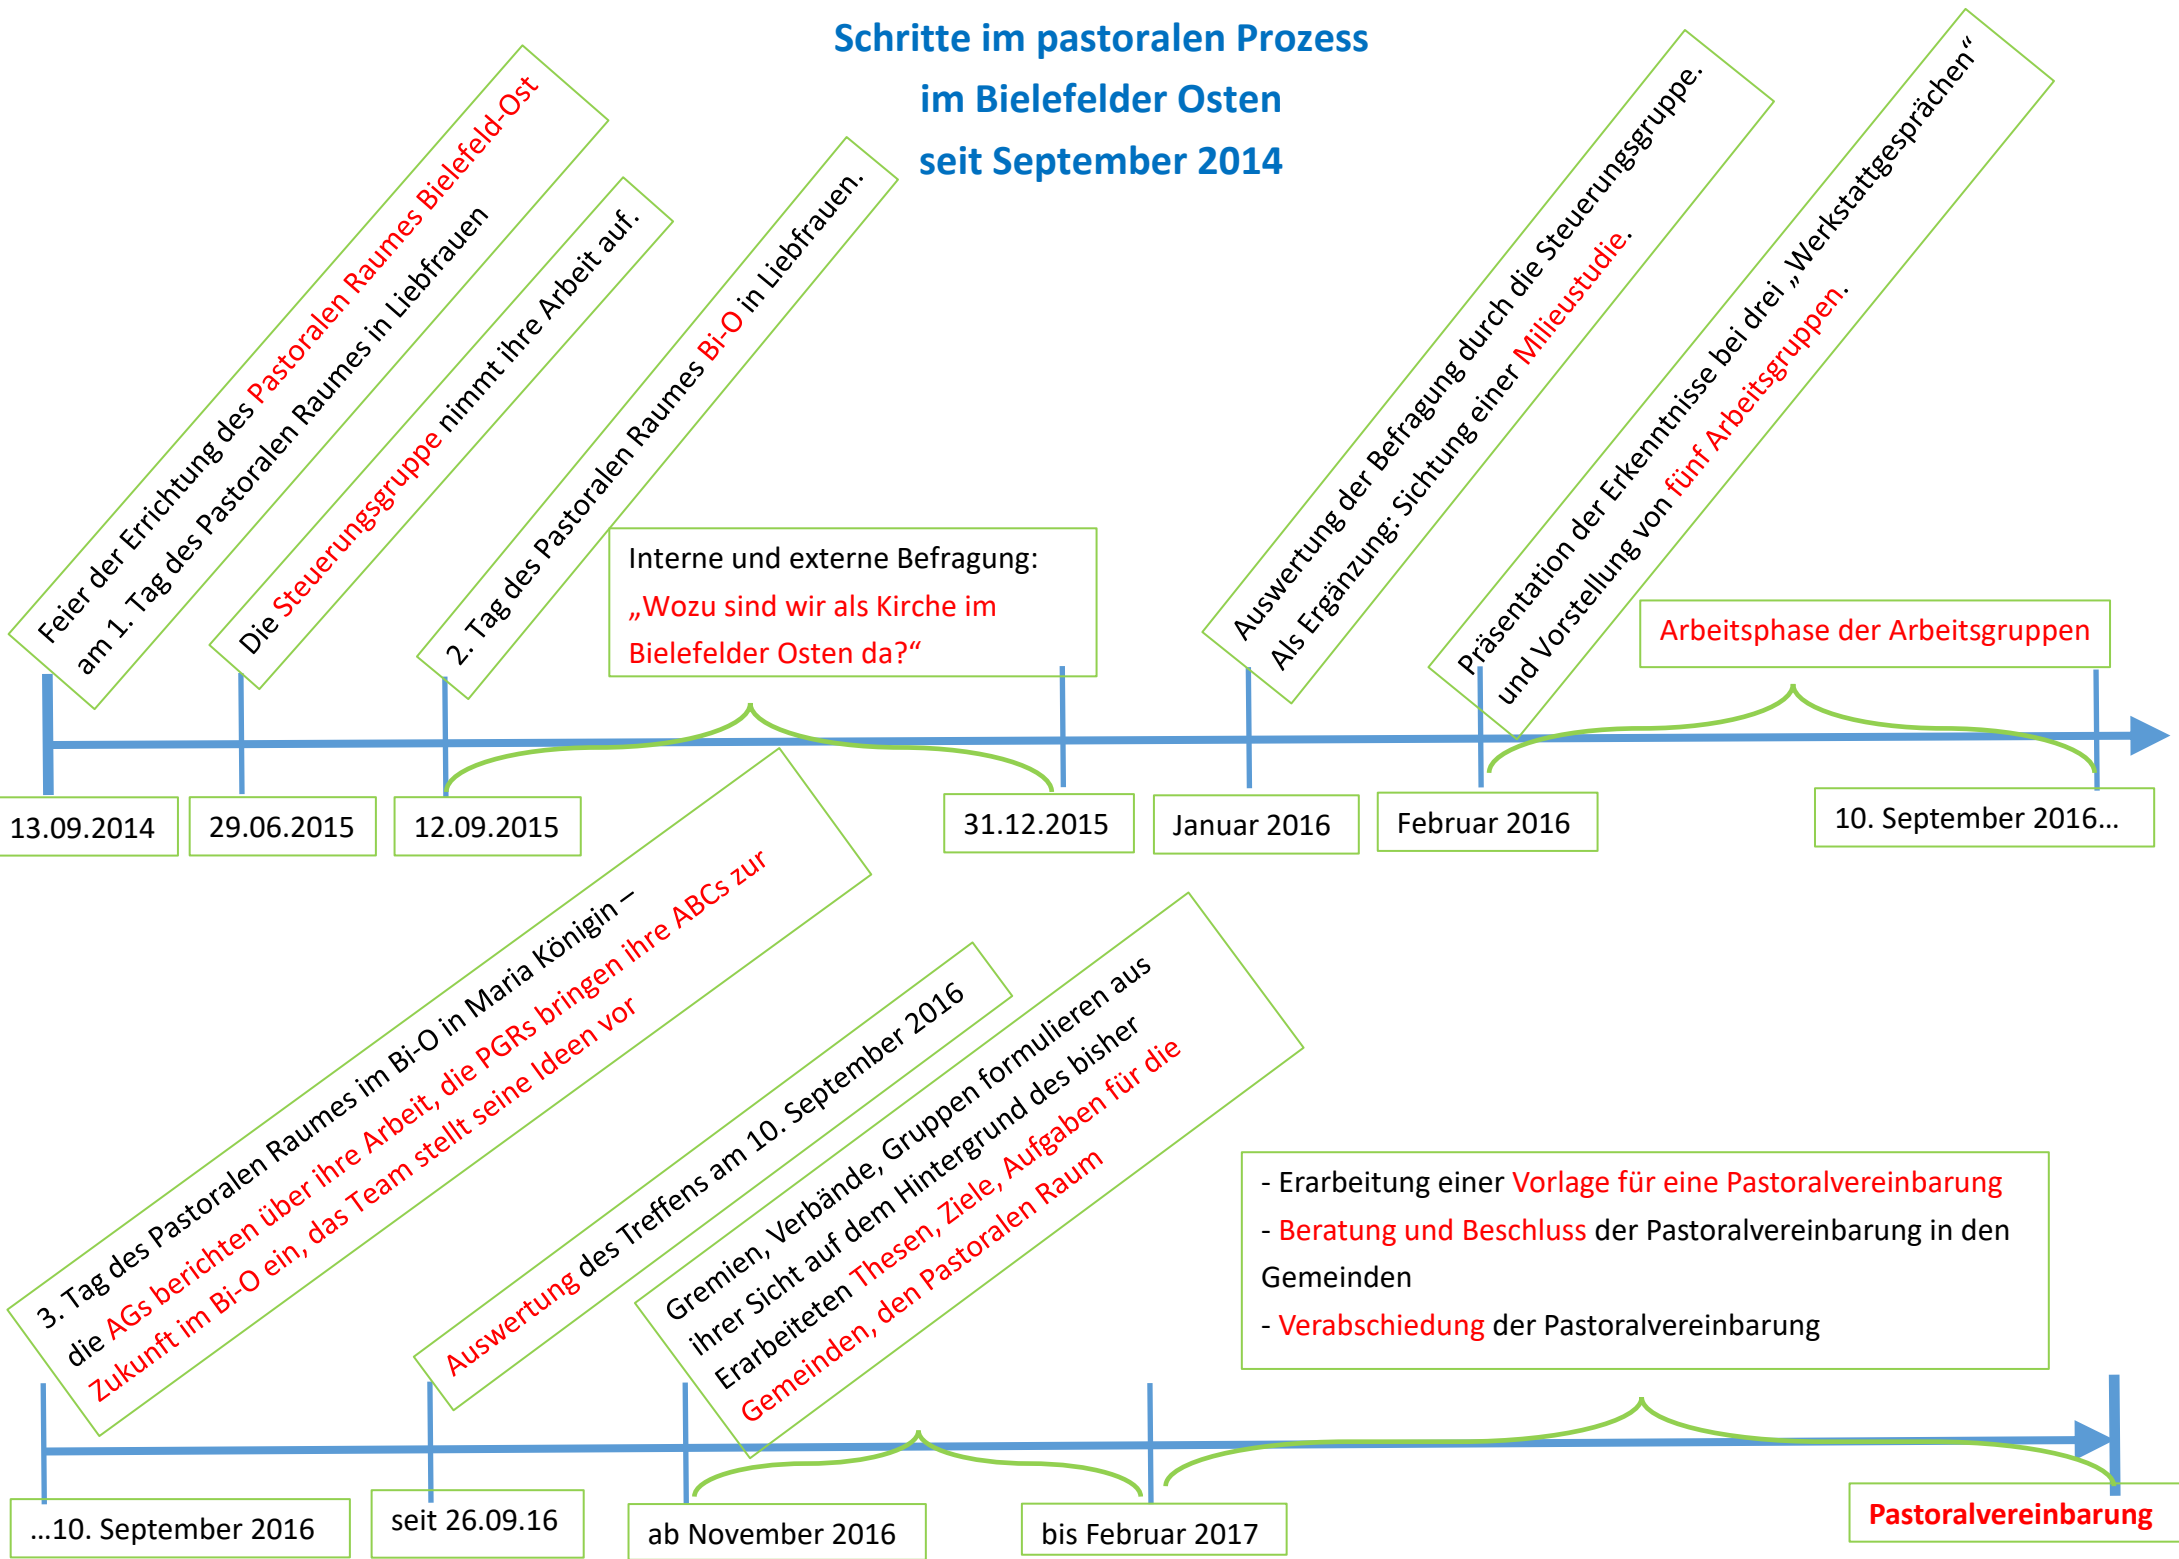 Schritte im pastoralen Prozess
im Bielefelder Osten
seit September 2014
Feier der Errichtung des Pastoralen Raumes Bielefeld-Ost
am 1. Tag des Pastoralen Raumes in Liebfrauen
Die Steuerungsgruppe nimmt ihre Arbeit auf.
2. Tag des Pastoralen Raumes Bi-O in Liebfrauen.
Interne und externe Befragung:
„Wozu sind wir als Kirche im
Bielefelder Osten da?“
Auswertung der Befragung durch die Steuerungsgruppe.
Als Ergänzung: Sichtung einer Milieustudie.
Präsentation der Erkenntnisse bei drei „Werkstattgesprächen“
und Vorstellung von fünf Arbeitsgruppen.
Arbeitsphase der Arbeitsgruppen
13.09.2014
29.06.2015
12.09.2015
31.12.2015
Januar 2016
Februar 2016
10. September 2016…
3. Tag des Pastoralen Raumes im Bi-O in Maria Königin –
die AGs berichten über ihre Arbeit, die PGRs bringen ihre ABCs zur
Zukunft im Bi-O ein, das Team stellt seine Ideen vor
Auswertung des Treffens am 10. September 2016
Gremien, Verbände, Gruppen formulieren aus
ihrer Sicht auf dem Hintergrund des bisher
Erarbeiteten Thesen, Ziele, Aufgaben für die
Gemeinden, den Pastoralen Raum
- Erarbeitung einer Vorlage für eine Pastoralvereinbarung
- Beratung und Beschluss der Pastoralvereinbarung in den
Gemeinden
- Verabschiedung der Pastoralvereinbarung
…10. September 2016
seit 26.09.16
ab November 2016
bis Februar 2017
Pastoralvereinbarung